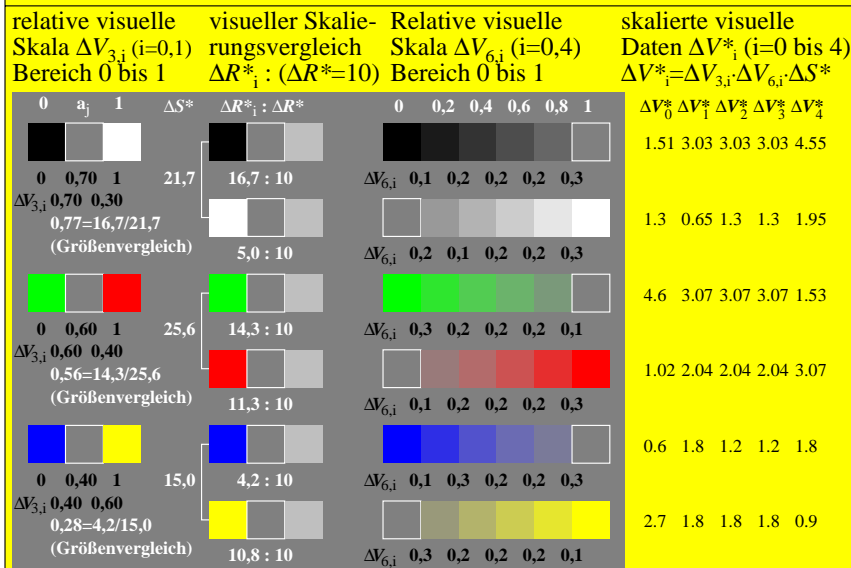 relative visuelle visueller Skalie- Relative visuelle skalierte visuelle
Skala ΔV3,i (i=0,1) rungsvergleich Skala ΔV6,i (i=0,4) Daten ΔV*i (i=0 bis 4)
Bereich 0 bis 1 ΔR*i : (ΔR*=10) Bereich 0 bis 1 ΔV*i=ΔV3,i·ΔV6,i·ΔS*
0 aj 1 ΔS* ΔR*i : ΔR* 0 0,2 0,4 0,6 0,8 1 ΔV*0 ΔV*1 ΔV*2 ΔV*3 ΔV*4
1.51 3.03 3.03 3.03 4.55
0 0,70 1 21,7 16,7 : 10 ΔV6,i 0,1 0,2 0,2 0,2 0,3
ΔV3,i 0,70 0,30
0,77=16,7/21,7 1.3 0.65 1.3 1.3 1.95
(Größenvergleich) 5,0 : 10 ΔV6,i 0,2 0,1 0,2 0,2 0,3
4.6 3.07 3.07 3.07 1.53
0 0,60 1 25,6 14,3 : 10 ΔV6,i 0,3 0,2 0,2 0,2 0,1
ΔV3,i 0,60 0,40
0,56=14,3/25,6 1.02 2.04 2.04 2.04 3.07
(Größenvergleich) 11,3 : 10 ΔV6,i 0,1 0,2 0,2 0,2 0,3
0.6 1.8 1.2 1.2 1.8
0 0,40 1 15,0 4,2 : 10 ΔV6,i 0,1 0,3 0,2 0,2 0,3
ΔV3,i 0,40 0,60
0,28=4,2/15,0 2.7 1.8 1.8 1.8 0.9
(Größenvergleich) 10,8 : 10 ΔV6,i 0,3 0,2 0,2 0,2 0,1